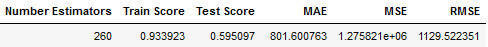 Number Estimators Train Score Test Score MAE MSE RMSE
260 0.933923 0.595097 801.600763 1.275821e+06 1129.522351